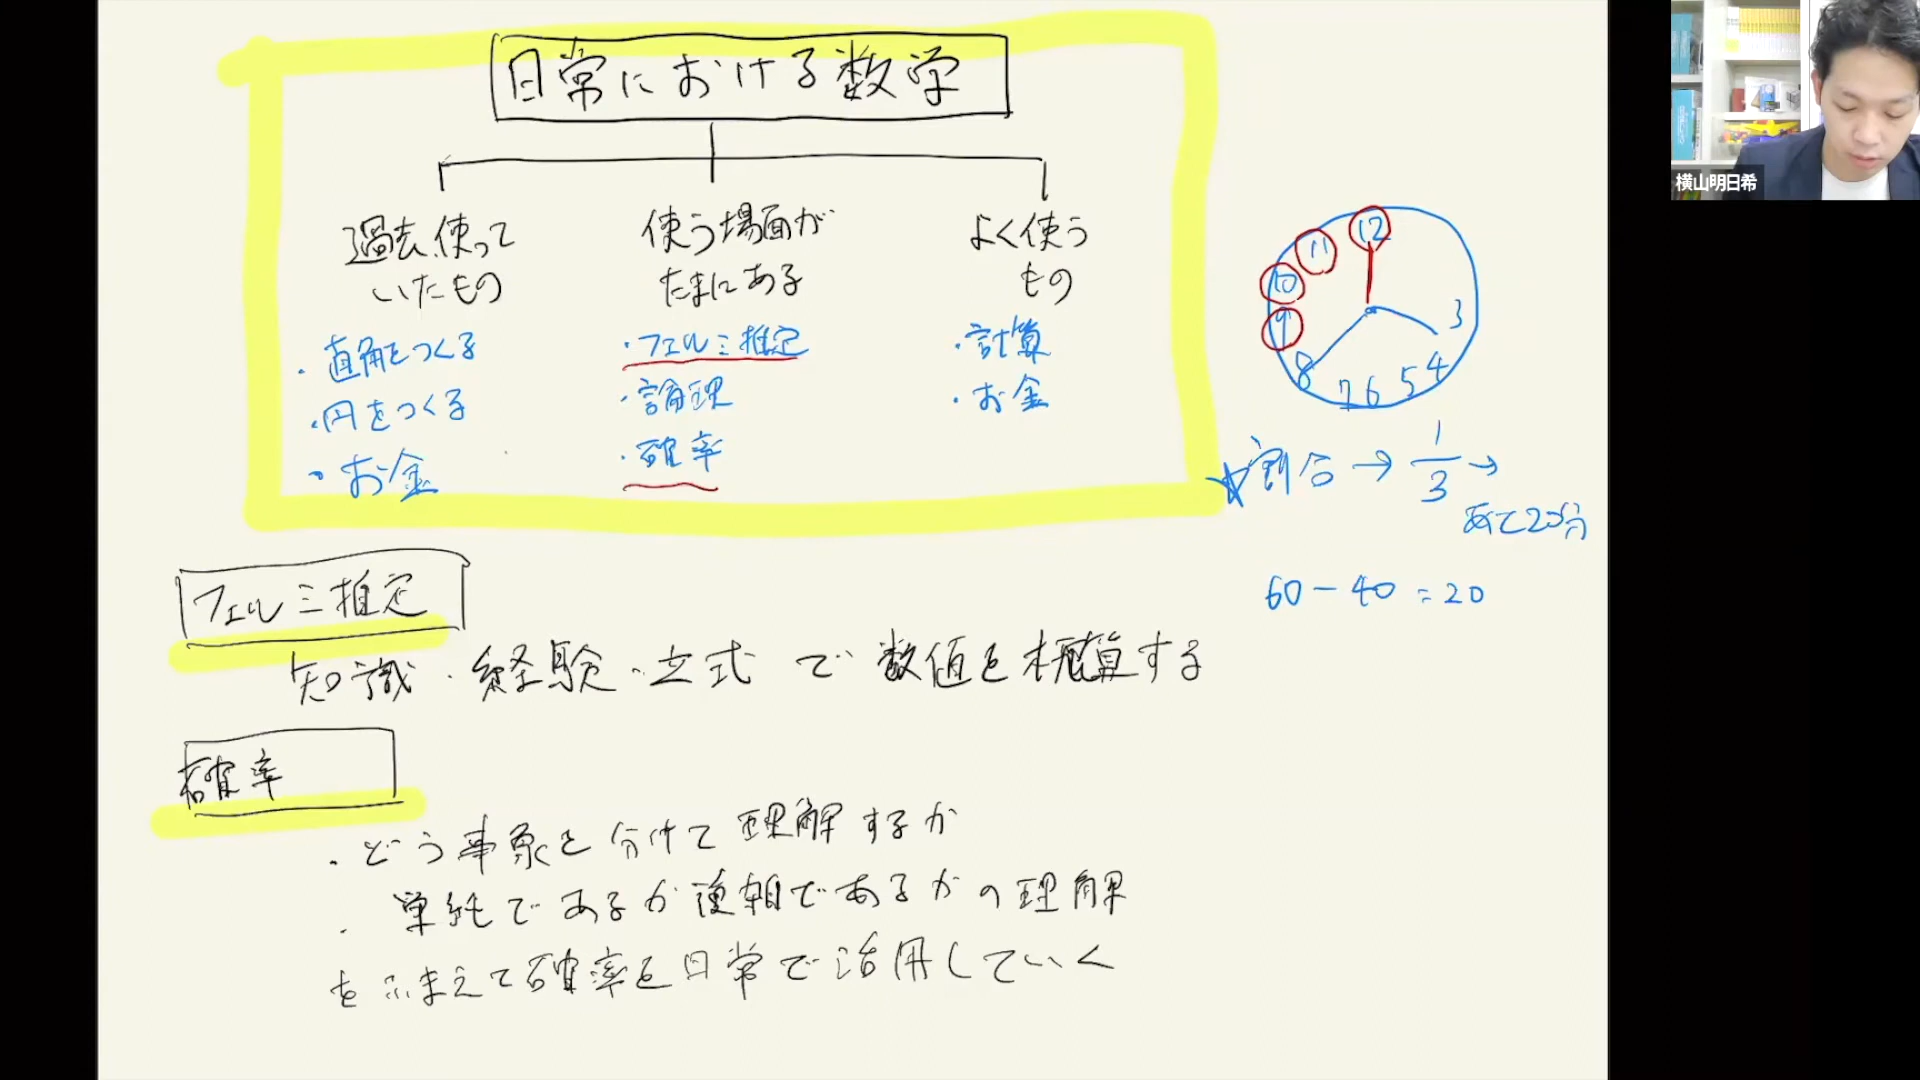 日常における数学
過去、使って
いたもの
・直角をつくる
・円をつくる
・お金
使う場面が
たまにある
・フェルミ推定
・論理
・確率
よく使う
もの
・計算
・お金
フェルミ推定
知識・経験・立式 で 数値を概算する
確率
・どう事象を分けて理解するか
・単純であるか複雑であるかの理解
をふまえて確率を日常で活用していく
12
11
10
9
8
7 6 5 4
3
割合→1/3→
あと20分
60-40=20
横山明日希